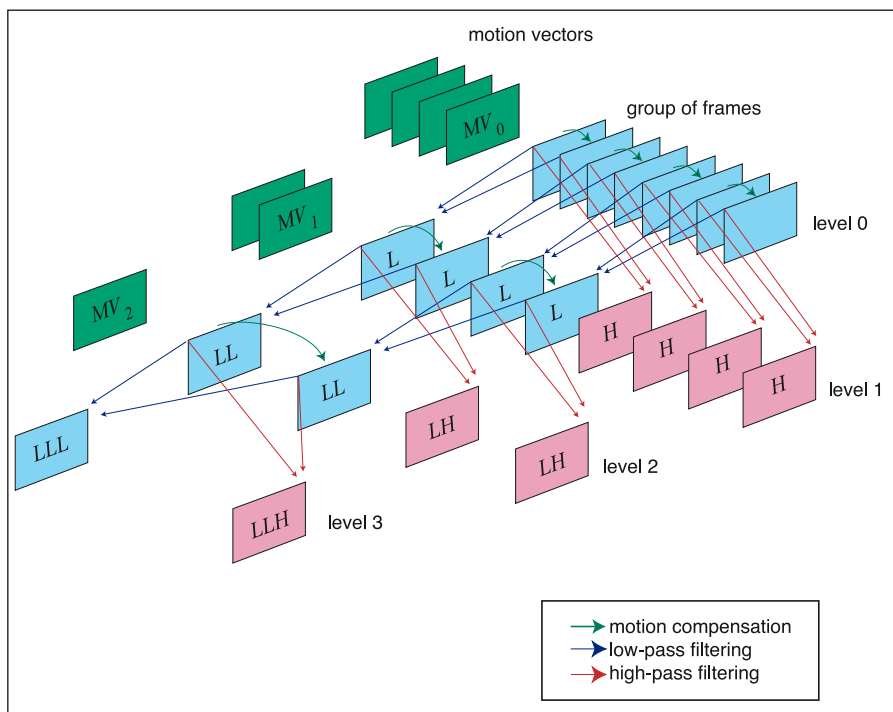 motion vectors
group of frames
MV0
MV1
MV2
level 0
L
L
L
L
H
H
H
H
level 1
LL
LL
LH
LH
level 2
LLL
LLH
level 3
motion compensation
low-pass filtering
high-pass filtering